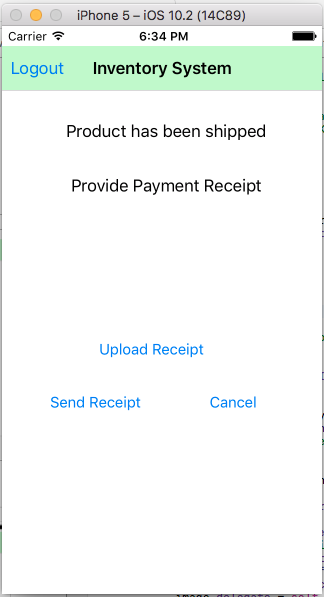 iPhone 5 – iOS 10.2 (14C89)
Carrier 6:34 PM
Logout Inventory System
Product has been shipped
Provide Payment Receipt
Upload Receipt
Send Receipt Cancel